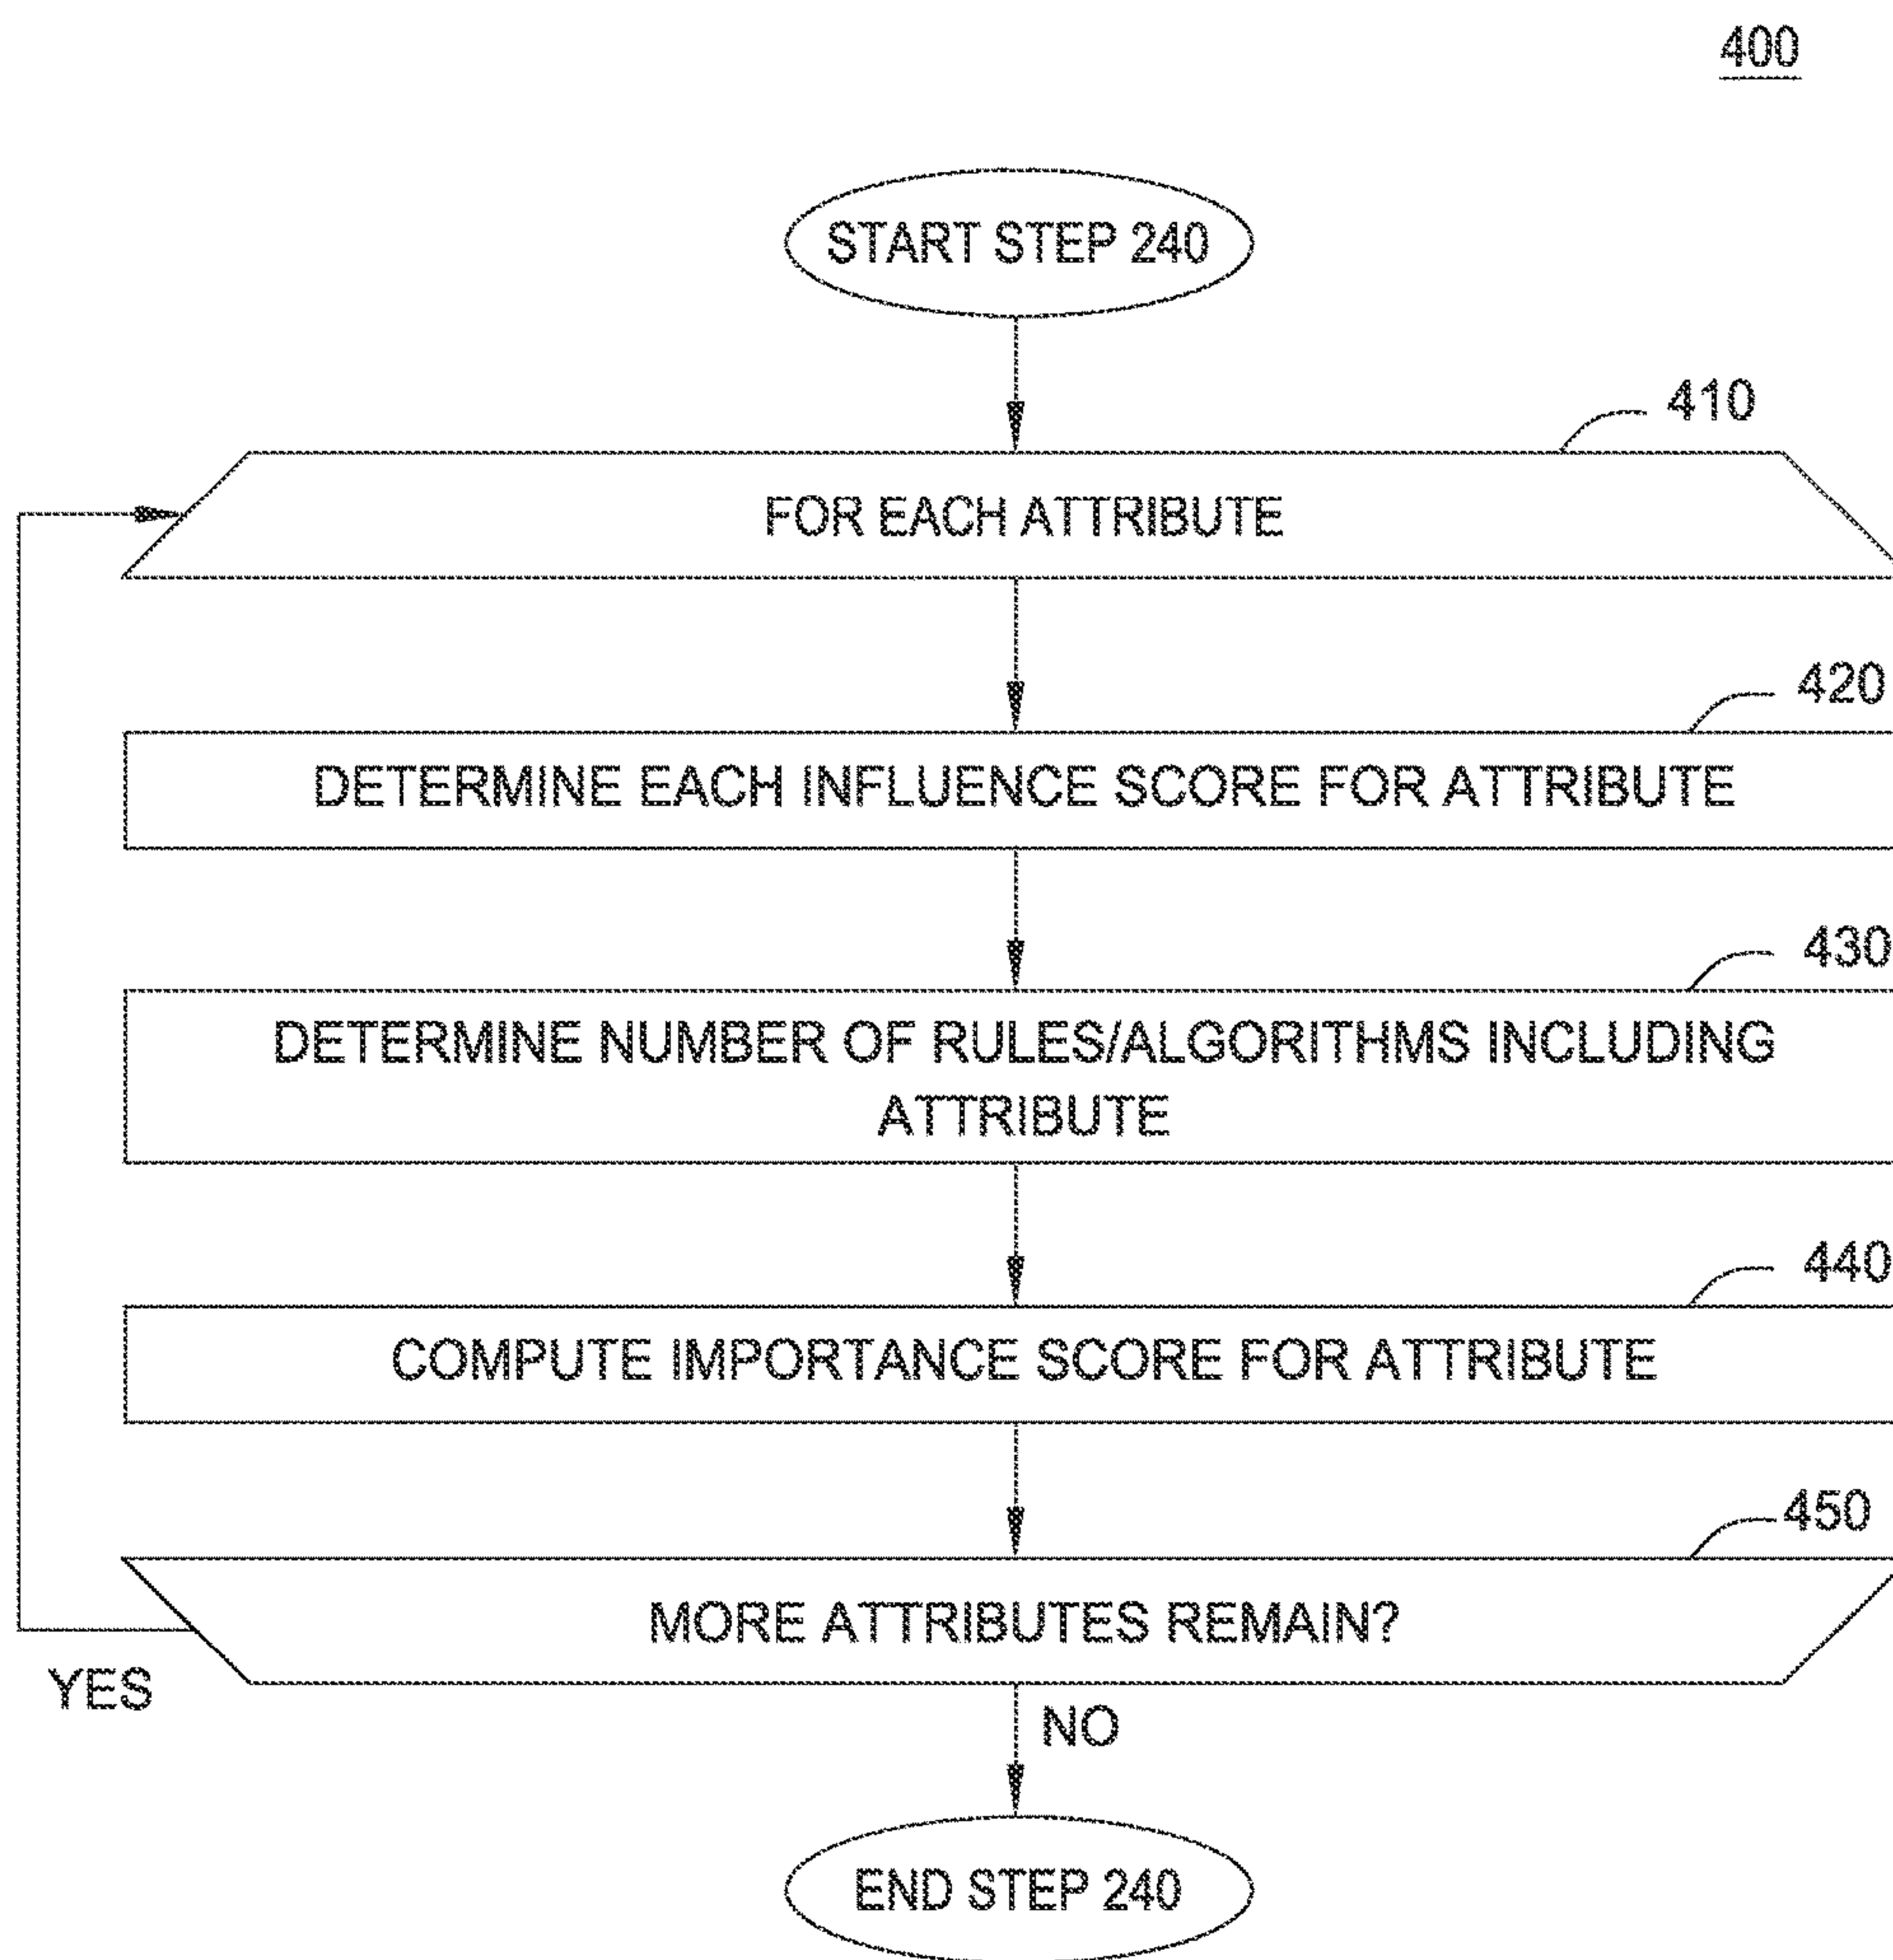 400
START STEP 240
410
FOR EACH ATTRIBUTE
420
DETERMINE EACH INFLUENCE SCORE FOR ATTRIBUTE
430
DETERMINE NUMBER OF RULES/ALGORITHMS INCLUDING
ATTRIBUTE
440
COMPUTE IMPORTANCE SCORE FOR ATTRIBUTE
450
MORE ATTRIBUTES REMAIN?
YES
NO
END STEP 240